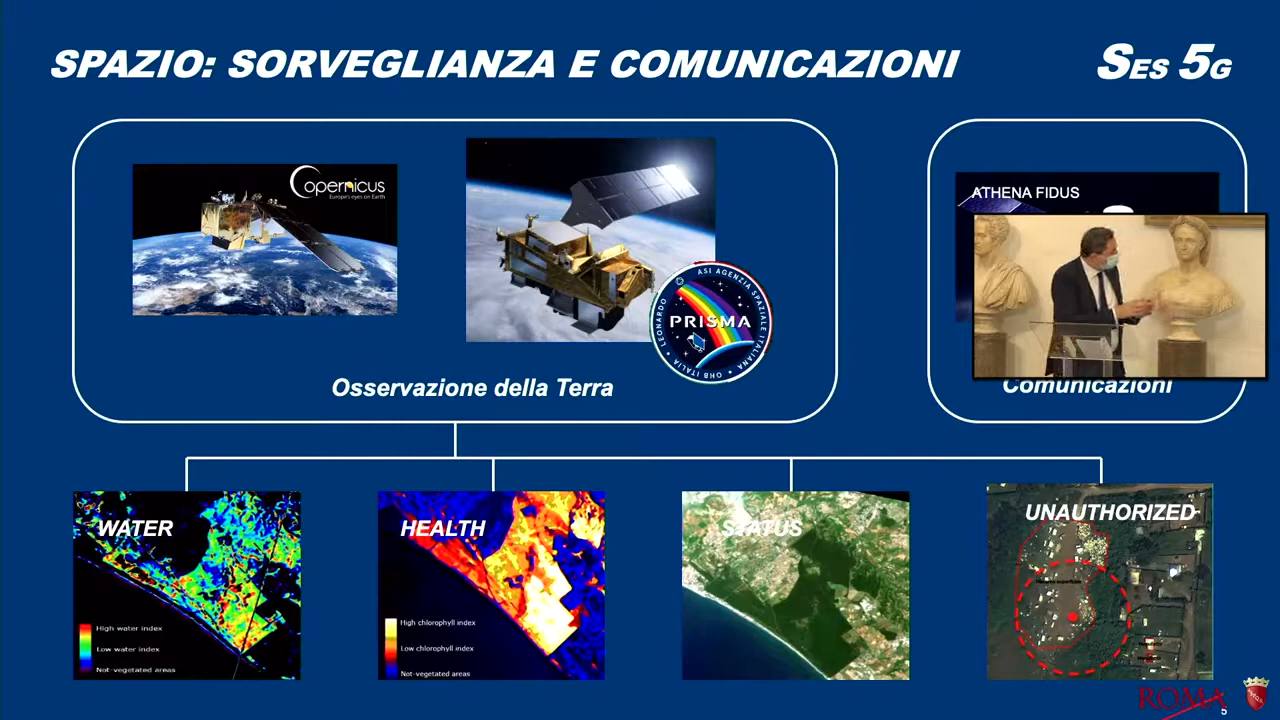 SPAZIO: SORVEGLIANZA E COMUNICAZIONI
SES 5G
Copernicus
Europe's eyes on Earth
ASI AGENZIA SPAZIALE ITALIANA • OHB ITALIA • LEONARDO •
PRISMA
ATHENA FIDUS
Osservazione della Terra
Comunicazioni
WATER
High water index
Low water index
Not-vegetated areas
HEALTH
High chlorophyll index
Low chlorophyll index
Not-vegetated areas
STATUS
UNAUTHORIZED
ROMA
5